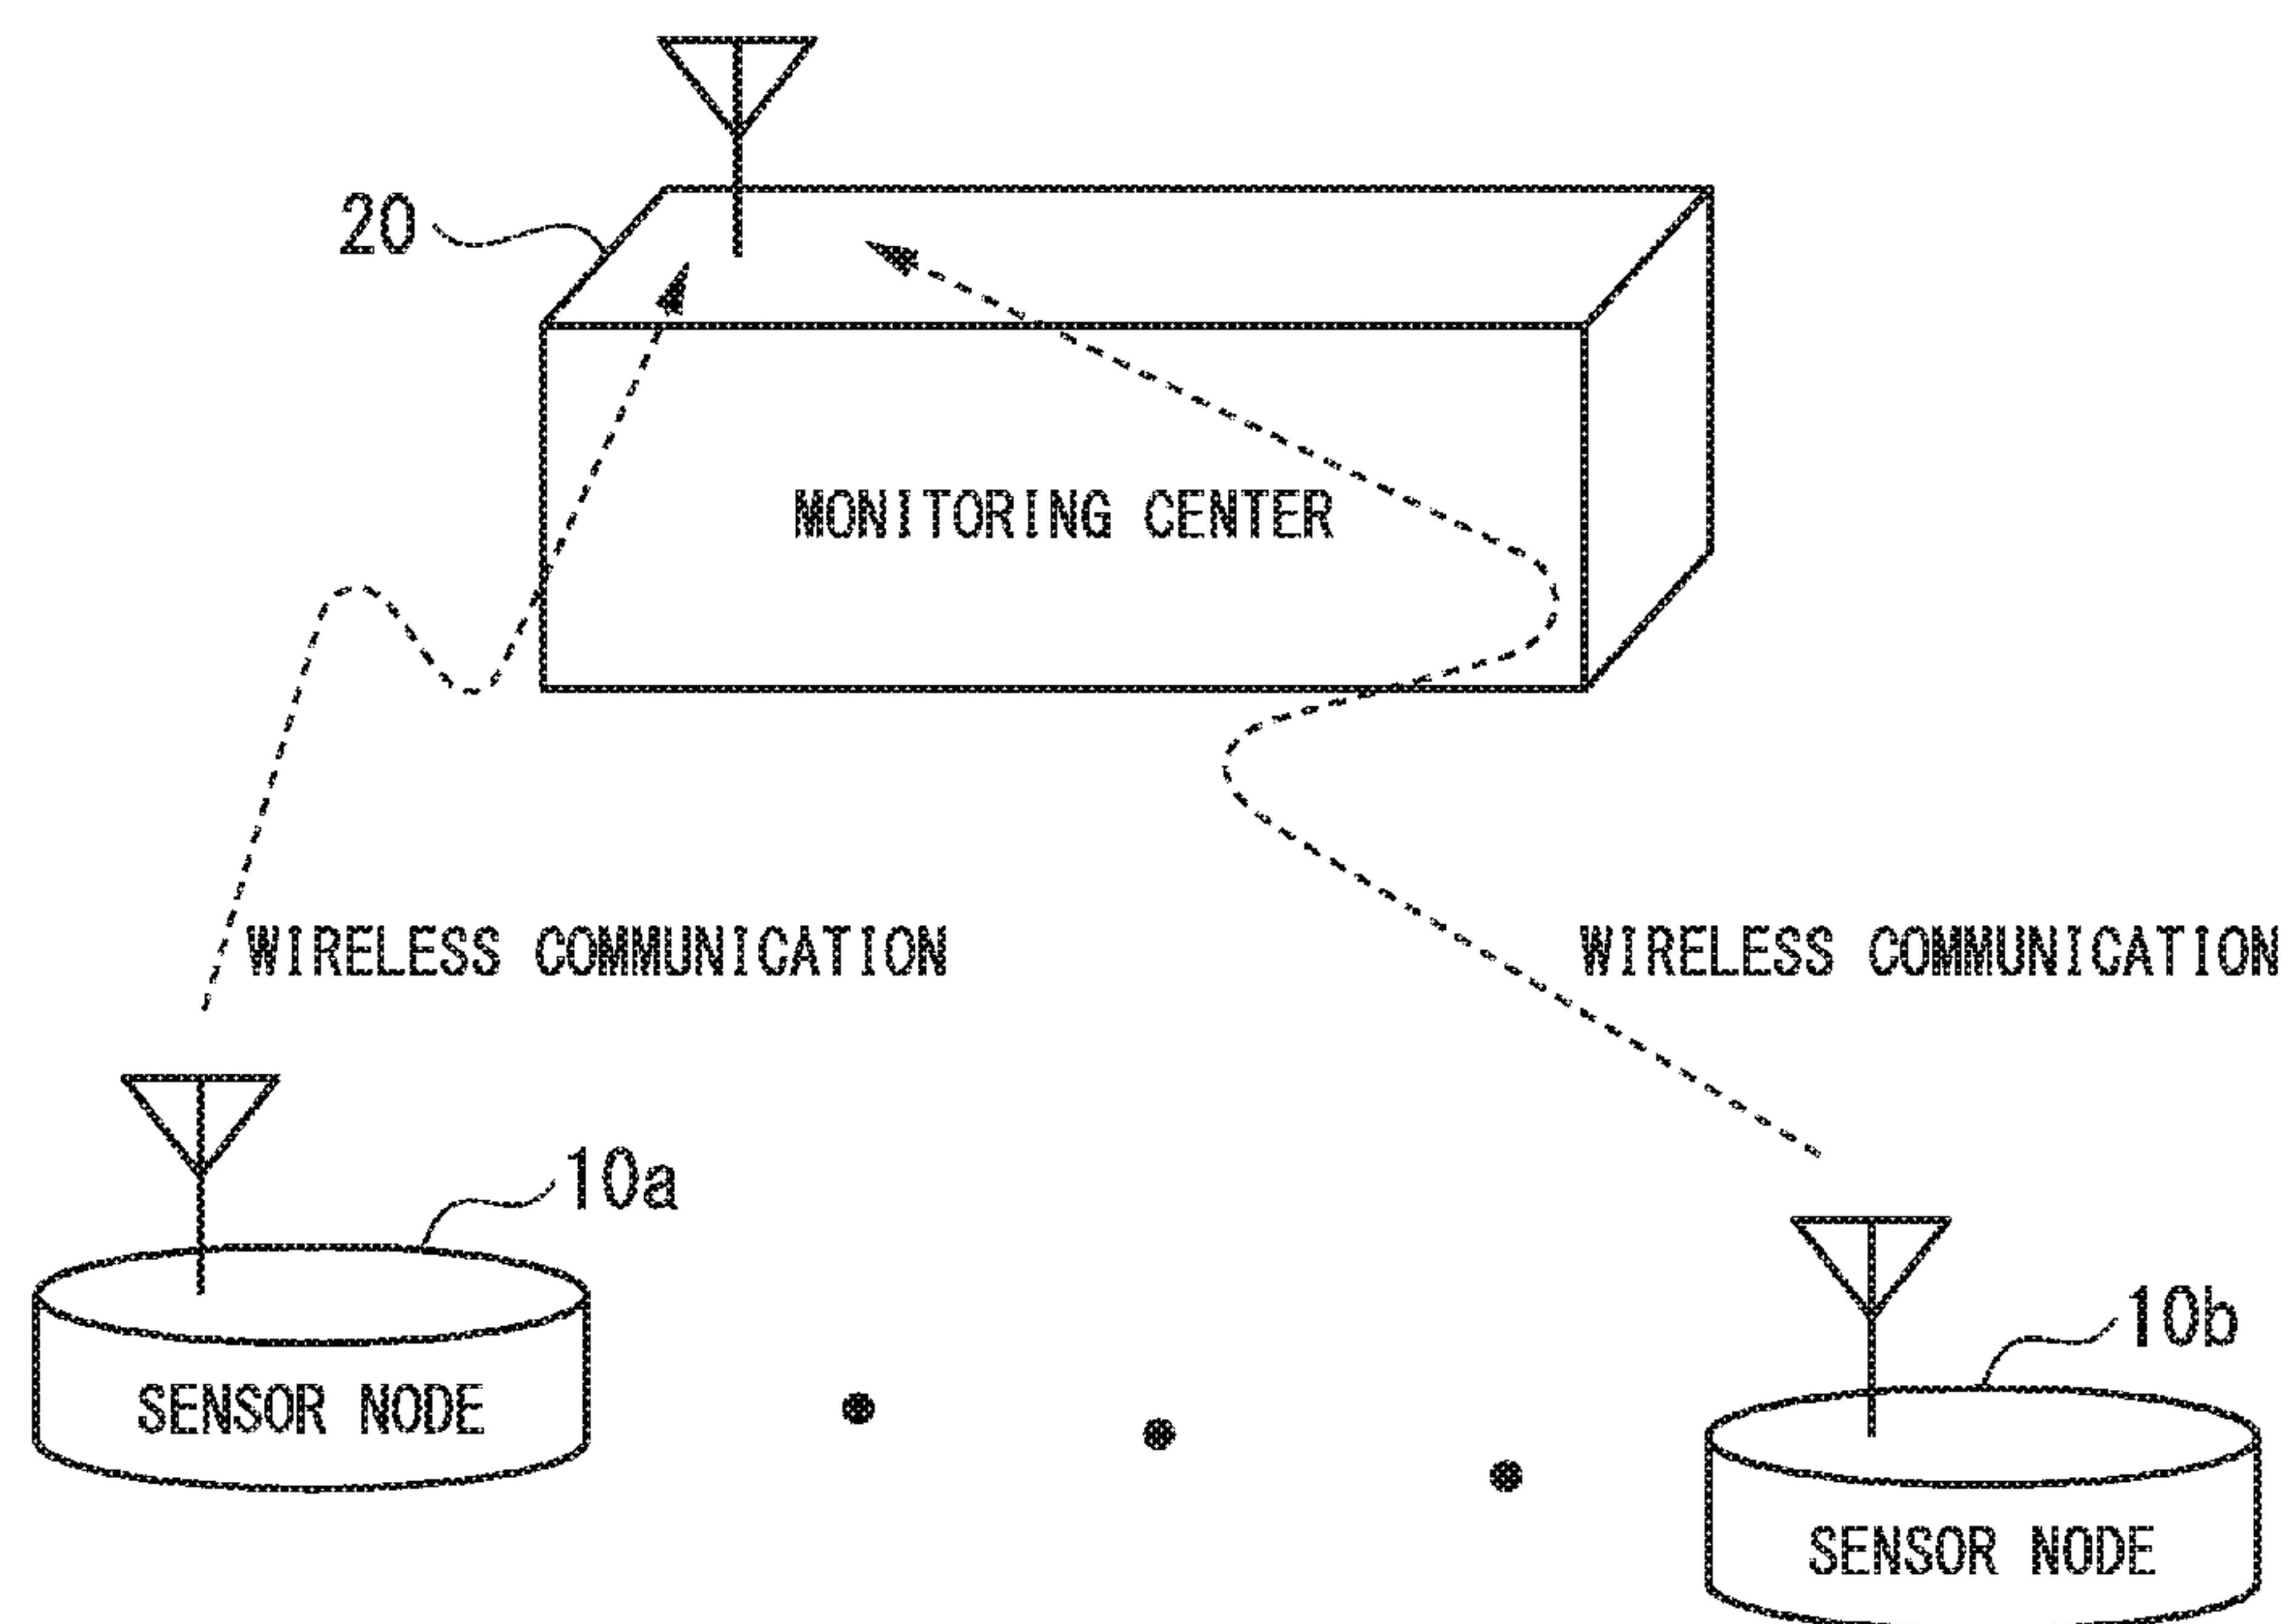 20
MONITORING CENTER
WIRELESS COMMUNICATION
WIRELESS COMMUNICATION
10a
10b
SENSOR NODE
SENSOR NODE